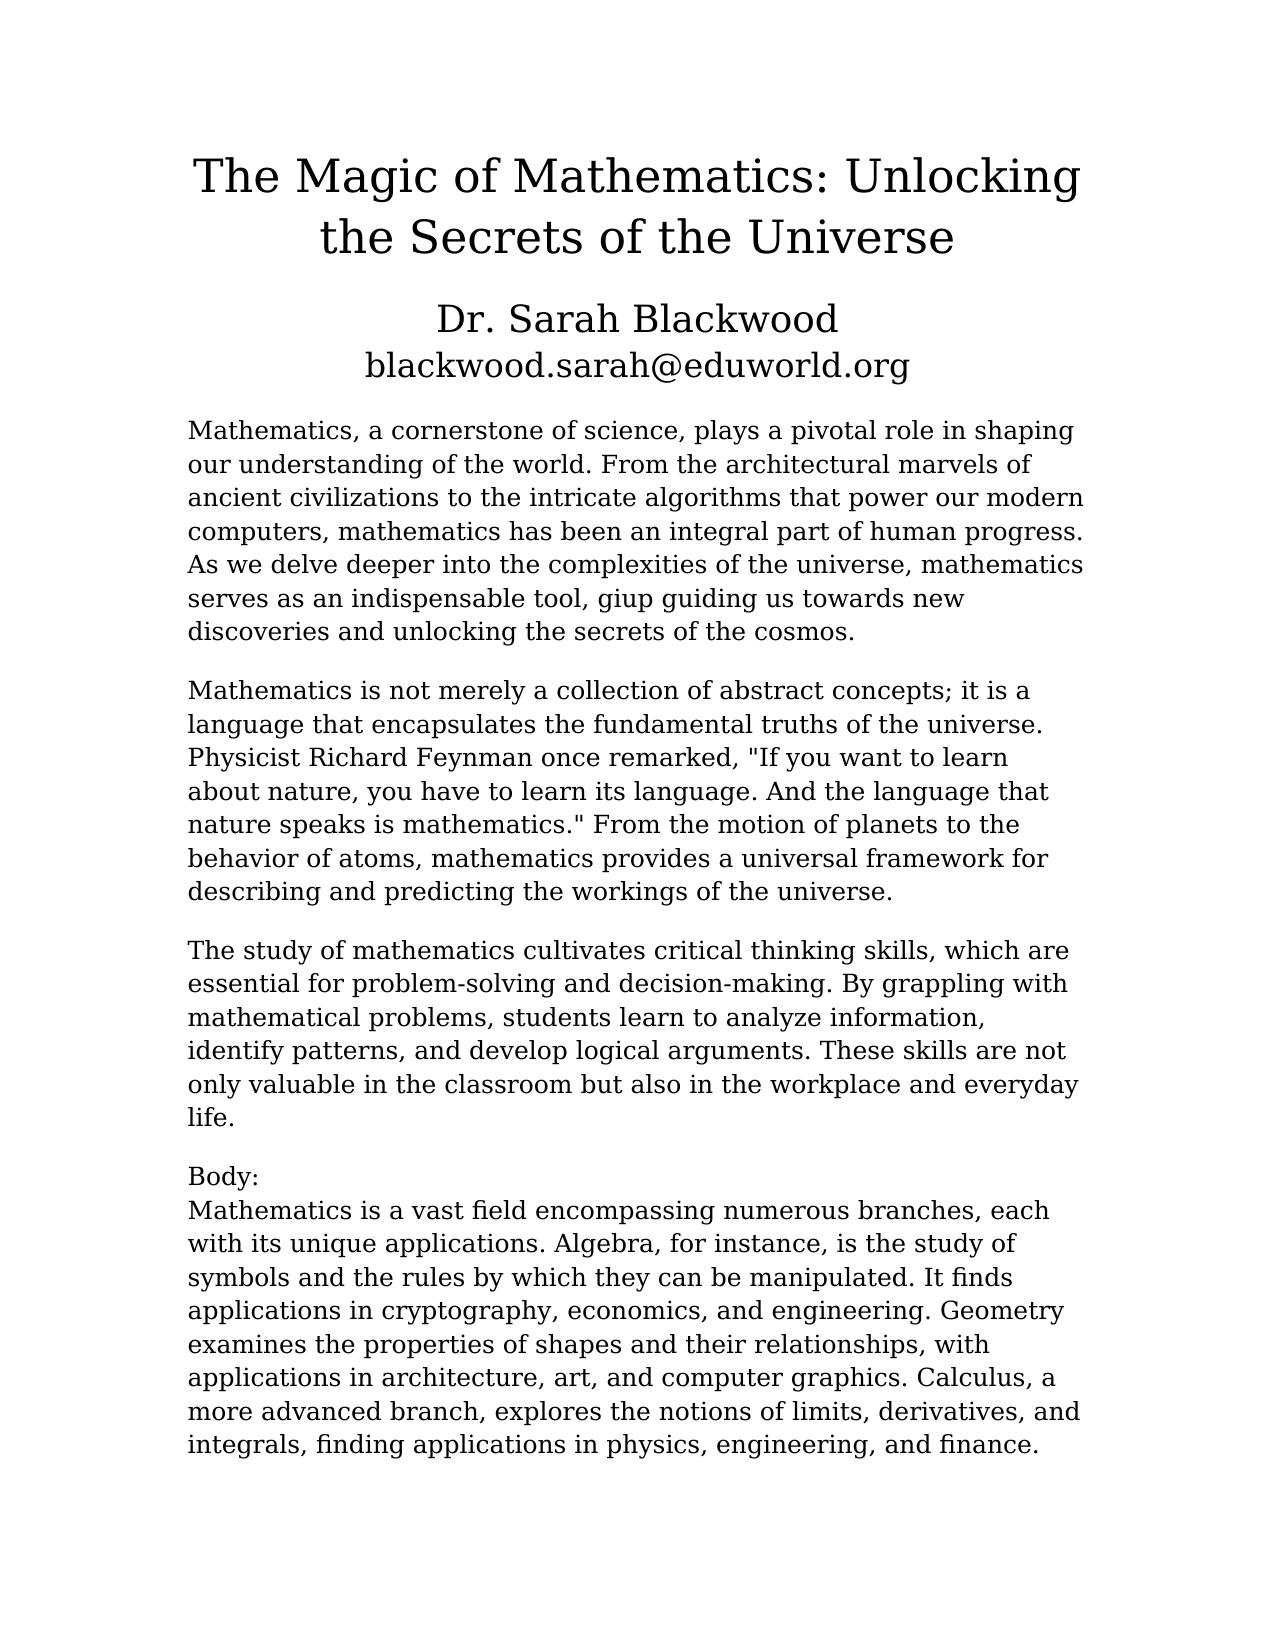 The Magic of Mathematics: Unlocking
the Secrets of the Universe
Dr. Sarah Blackwood
blackwood.sarah@eduworld.org
Mathematics, a cornerstone of science, plays a pivotal role in shaping
our understanding of the world. From the architectural marvels of
ancient civilizations to the intricate algorithms that power our modern
computers, mathematics has been an integral part of human progress.
As we delve deeper into the complexities of the universe, mathematics
serves as an indispensable tool, giup guiding us towards new
discoveries and unlocking the secrets of the cosmos.
Mathematics is not merely a collection of abstract concepts; it is a
language that encapsulates the fundamental truths of the universe.
Physicist Richard Feynman once remarked, "If you want to learn
about nature, you have to learn its language. And the language that
nature speaks is mathematics." From the motion of planets to the
behavior of atoms, mathematics provides a universal framework for
describing and predicting the workings of the universe.
The study of mathematics cultivates critical thinking skills, which are
essential for problem-solving and decision-making. By grappling with
mathematical problems, students learn to analyze information,
identify patterns, and develop logical arguments. These skills are not
only valuable in the classroom but also in the workplace and everyday
life.
Body:
Mathematics is a vast field encompassing numerous branches, each
with its unique applications. Algebra, for instance, is the study of
symbols and the rules by which they can be manipulated. It finds
applications in cryptography, economics, and engineering. Geometry
examines the properties of shapes and their relationships, with
applications in architecture, art, and computer graphics. Calculus, a
more advanced branch, explores the notions of limits, derivatives, and
integrals, finding applications in physics, engineering, and finance.